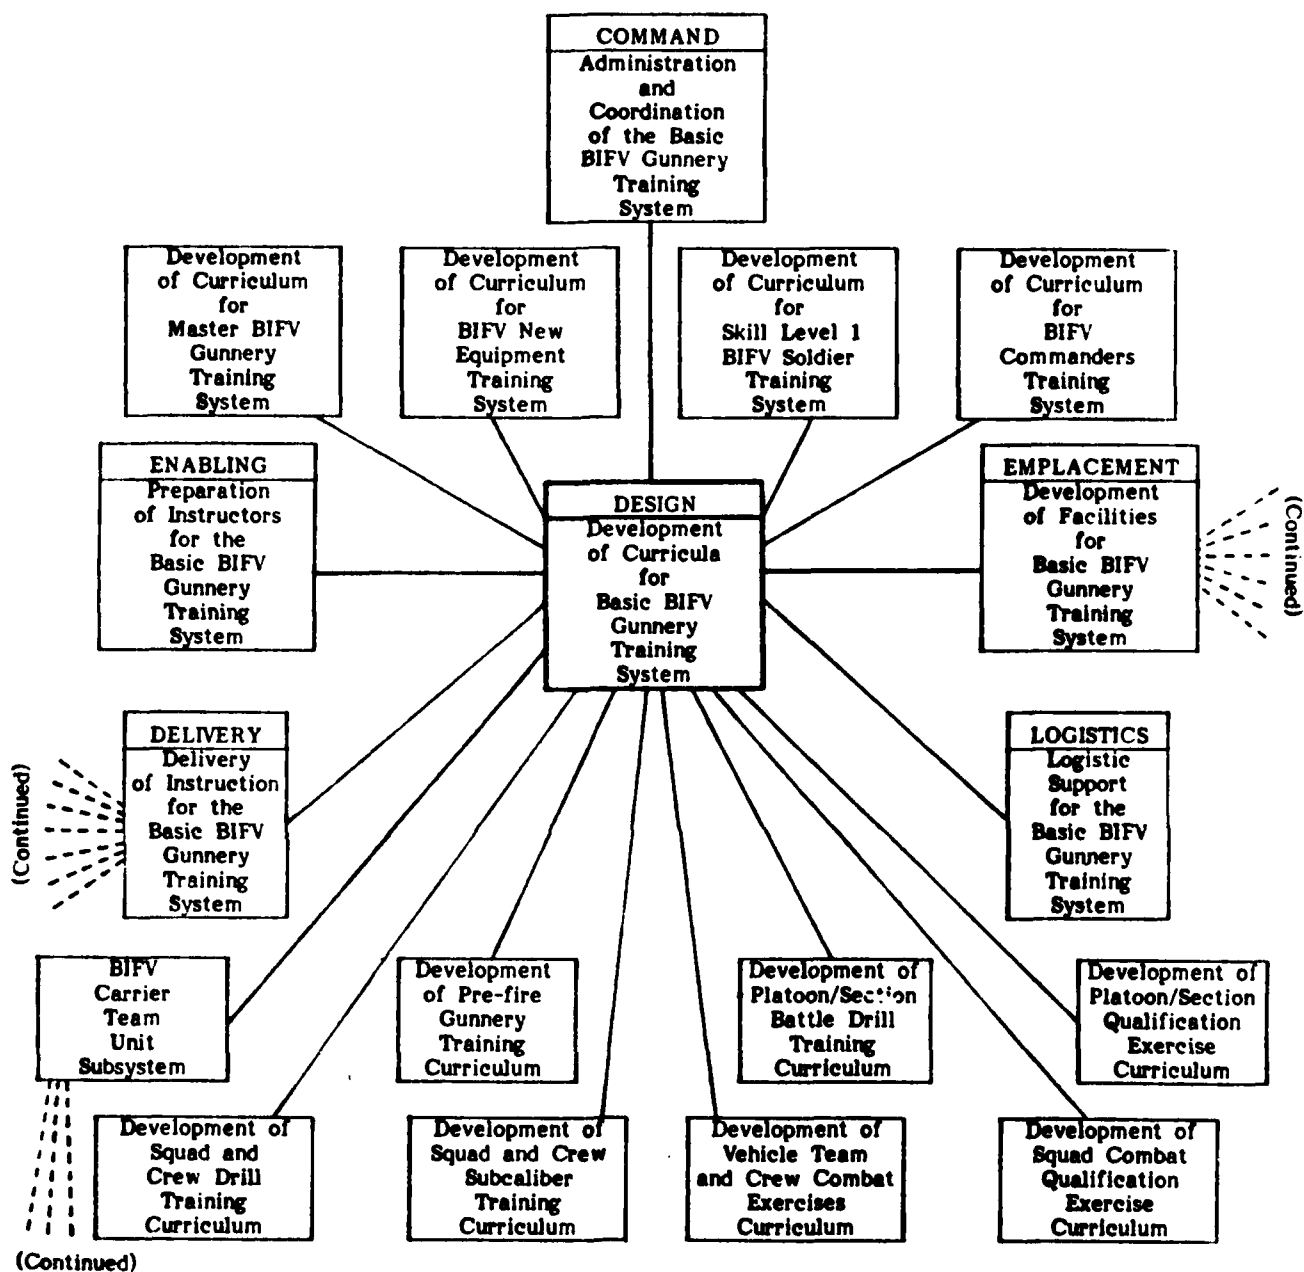 COMMAND
Administration
and
Coordination
of the Basic
BIFV Gunnery
Training
System
Development
of Curriculum
for
Master BIFV
Gunnery
Training
System
Development
of Curriculum
for
BIFV New
Equipment
Training
System
Development
of Curriculum
for
Skill Level 1
BIFV Soldier
Training
System
Development
of Curriculum
for
BIFV
Commanders
Training
System
ENABLING
Preparation
of Instructors
for the
Basic BIFV
Gunnery
Training
System
DESIGN
Development
of Curricula
for
Basic BIFV
Gunnery
Training
System
EMPLACEMENT
Development
of Facilities
for
Basic BIFV
Gunnery
Training
System
(Continued)
(Continued)
DELIVERY
Delivery
of Instruction
for the
Basic BIFV
Gunnery
Training
System
LOGISTICS
Logistic
Support
for the
Basic BIFV
Gunnery
Training
System
BIFV
Carrier
Team
Unit
Subsystem
Development
of Pre-fire
Gunnery
Training
Curriculum
Development of
Platoon/Section
Battle Drill
Training
Curriculum
Development of
Platoon/Section
Qualification
Exercise
Curriculum
Development of
Squad and
Crew Drill
Training
Curriculum
Development of
Squad and Crew
Subcaliber
Training
Curriculum
Development of
Vehicle Team
and Crew Combat
Exercises
Curriculum
Development of
Squad Combat
Qualification
Exercise
Curriculum
(Continued)